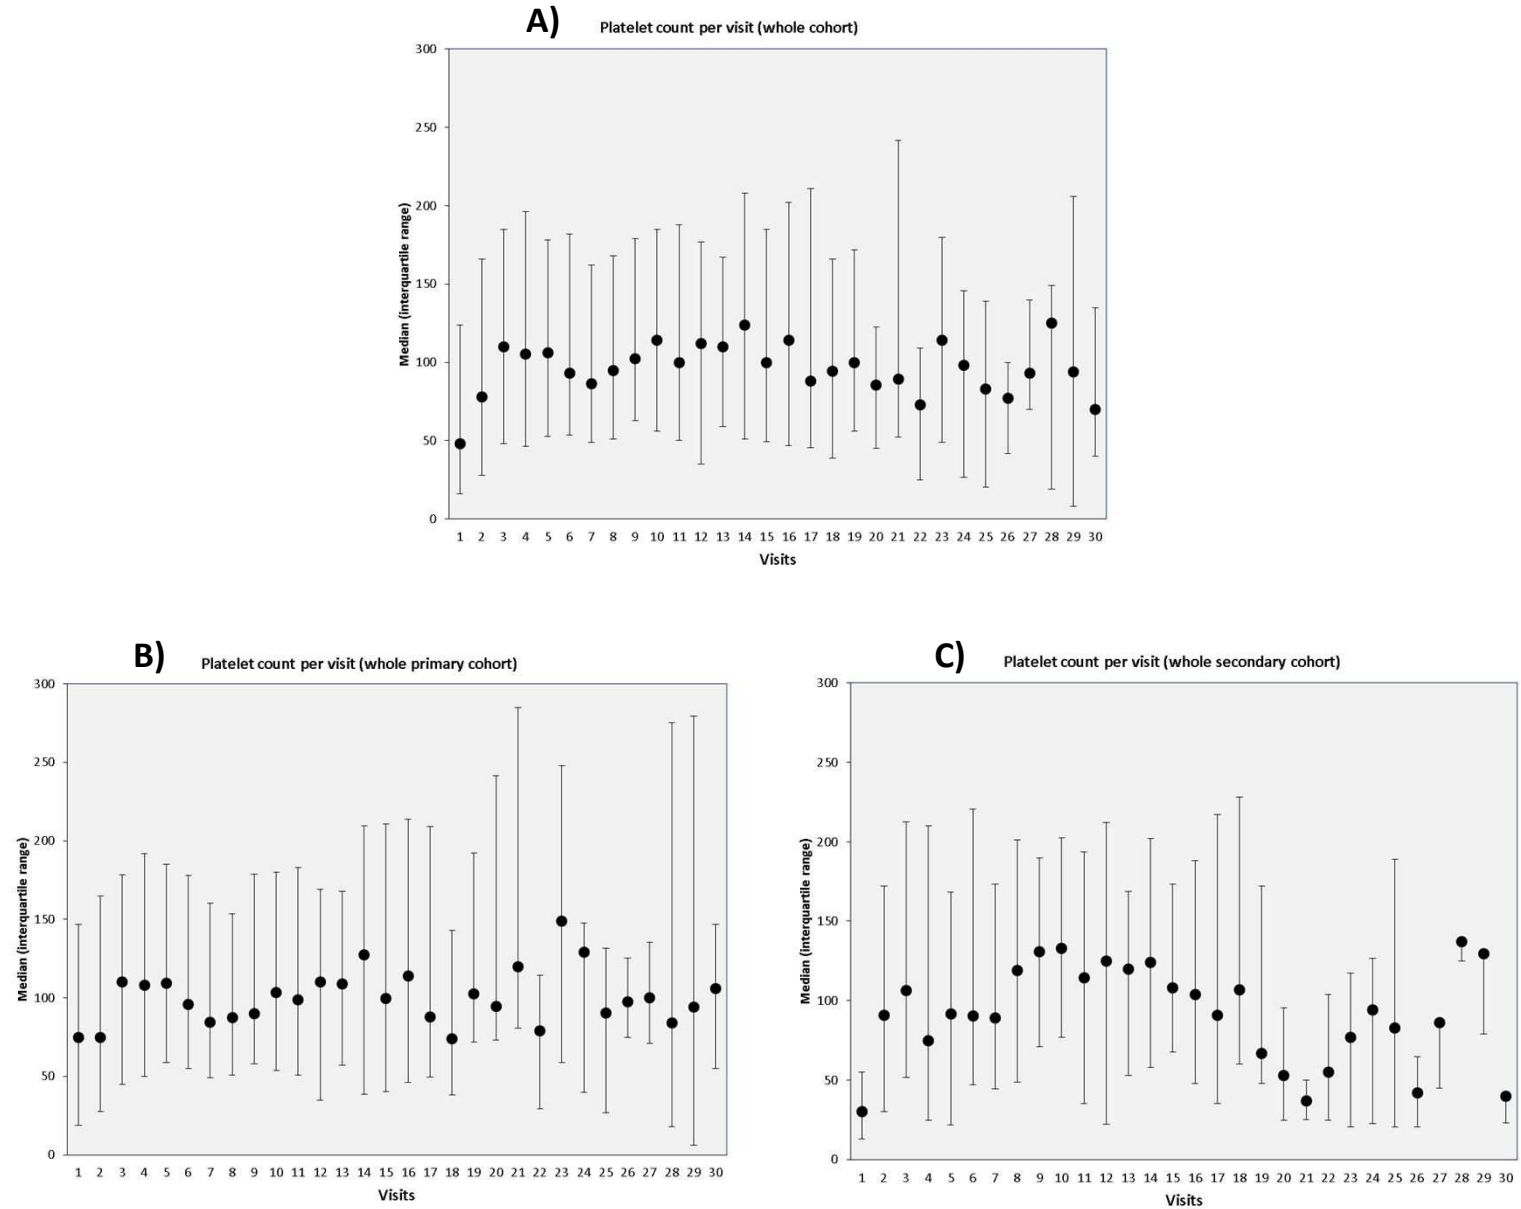 A)
Platelet count per visit (whole cohort)
300
250
200
150
100
50
0
Median (interquartile range)
1 2 3 4 5 6 7 8 9 10 11 12 13 14 15 16 17 18 19 20 21 22 23 24 25 26 27 28 29 30
Visits
B)
Platelet count per visit (whole primary cohort)
300
250
200
150
100
50
0
Median (interquartile range)
1 2 3 4 5 6 7 8 9 10 11 12 13 14 15 16 17 18 19 20 21 22 23 24 25 26 27 28 29 30
Visits
C)
Platelet count per visit (whole secondary cohort)
300
250
200
150
100
50
0
Median (interquartile range)
1 2 3 4 5 6 7 8 9 10 11 12 13 14 15 16 17 18 19 20 21 22 23 24 25 26 27 28 29 30
Visits